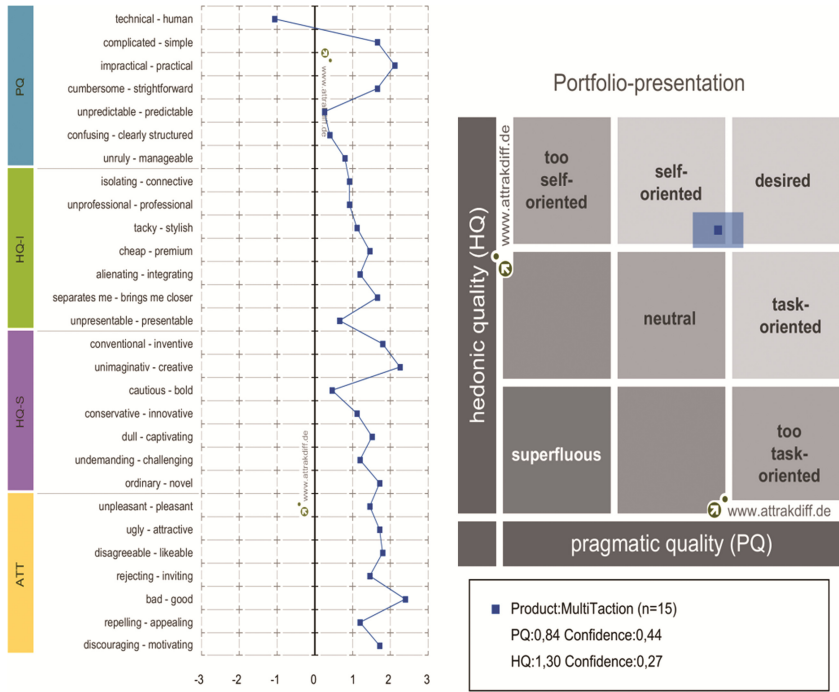 PQ
technical - human
complicated - simple
impractical - practical
cumbersome - strightforward
unpredictable - predictable
confusing - clearly structured
unruly - manageable
HQ-I
isolating - connective
unprofessional - professional
tacky - stylish
cheap - premium
alienating - integrating
separates me - brings me closer
unpresentable - presentable
HQ-S
conventional - inventive
unimaginativ - creative
cautious - bold
conservative - innovative
dull - captivating
undemanding - challenging
ordinary - novel
ATT
unpleasant - pleasant
ugly - attractive
disagreeable - likeable
rejecting - inviting
bad - good
repelling - appealing
discouraging - motivating
www.attrakdiff.de
www.attrakdiff.de
-3 -2 -1 0 1 2 3
Portfolio-presentation
hedonic quality (HQ)
www.attrakdiff.de
too
self-
oriented
self-
oriented
desired
neutral
task-
oriented
superfluous
too
task-
oriented
www.attrakdiff.de
pragmatic quality (PQ)
Product:MultiTaction (n=15)
PQ:0,84 Confidence:0,44
HQ:1,30 Confidence:0,27